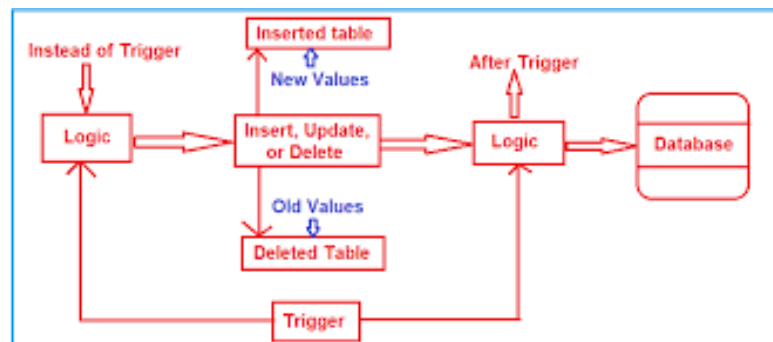 Instead of Trigger
Inserted table
New Values
After Trigger
Logic
Insert, Update,
or Delete
Logic
Database
Old Values
Deleted Table
Trigger